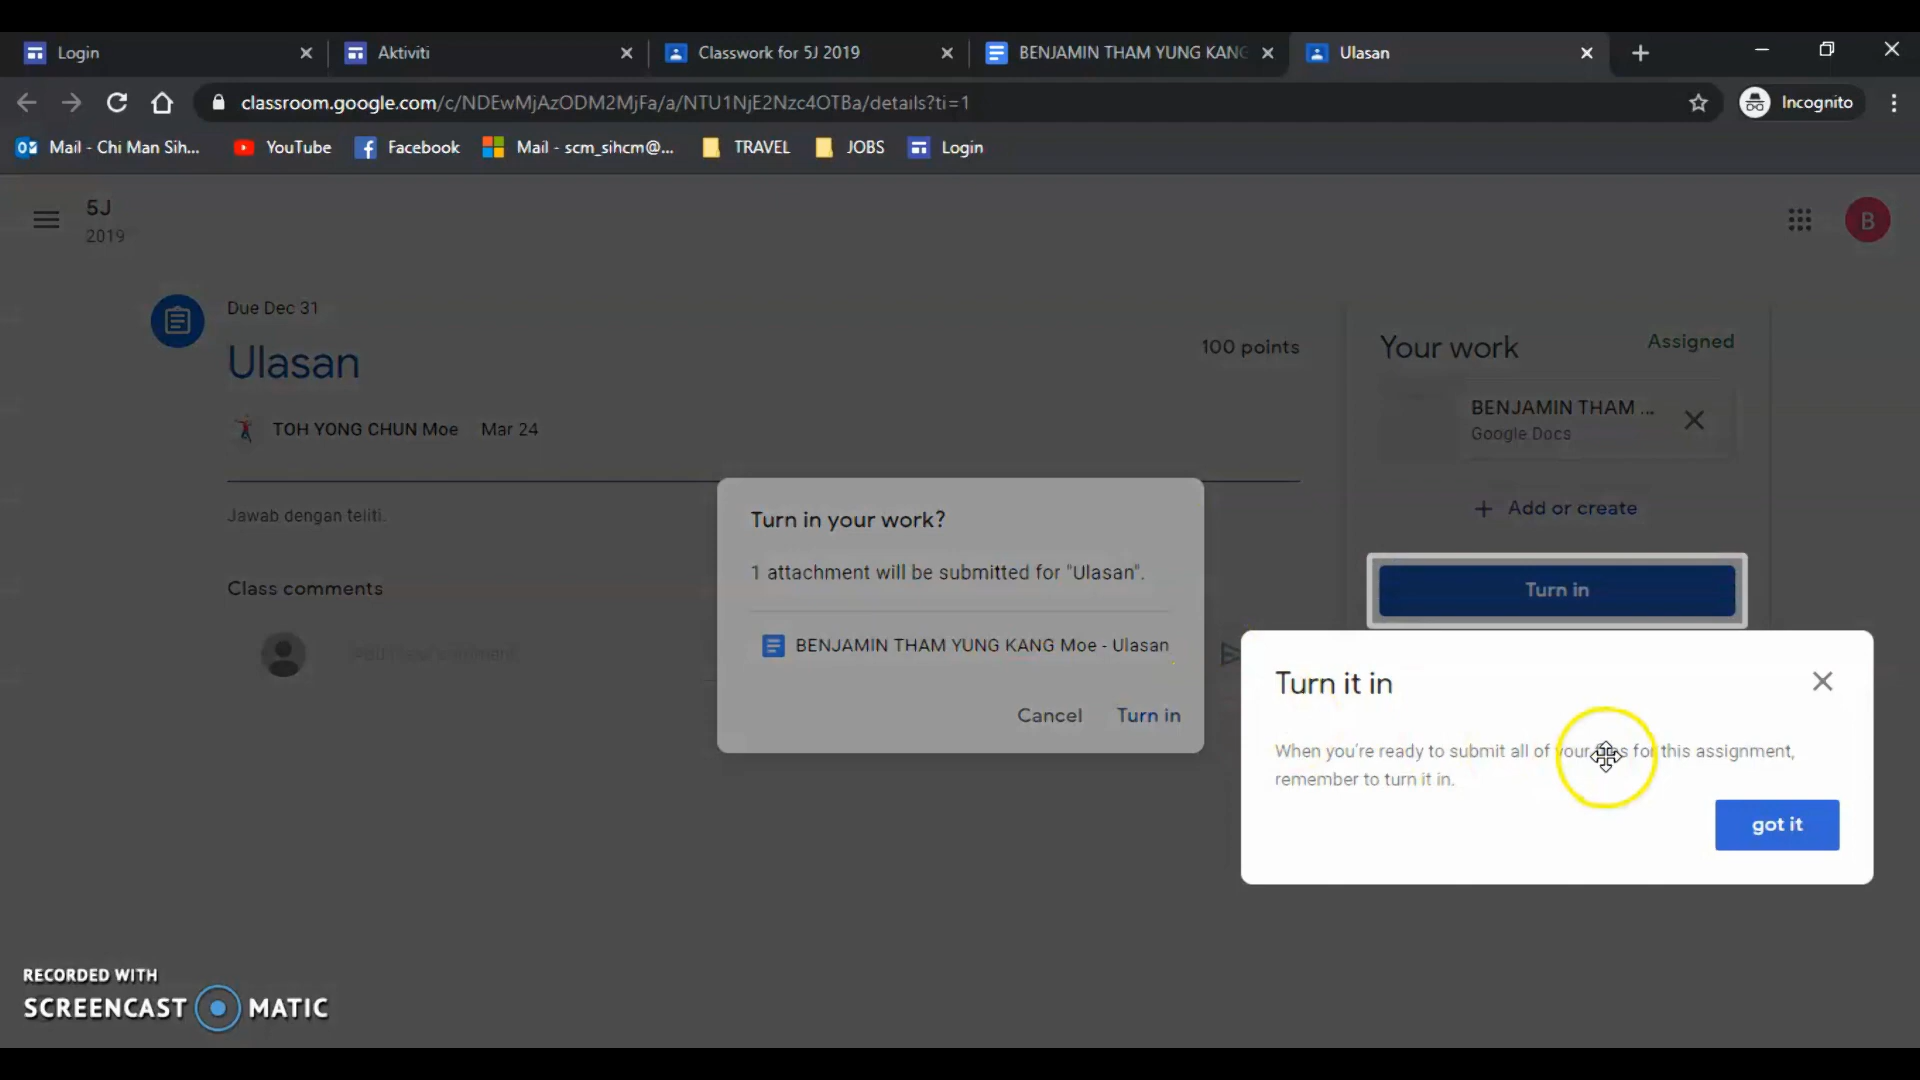 Login
Aktiviti
Classwork for 5J 2019
BENJAMIN THAM YUNG KANG
Ulasan
classroom.google.com/c/NDEwMjAzODM2MjFa/a/NTU1NjE2Nzc4OTBa/details?ti=1
Incognito
Mail - Chi Man Sih...
YouTube
Facebook
Mail - scm_sihcm@...
TRAVEL
JOBS
Login
5J
2019
B
Due Dec 31
Ulasan
100 points
TOH YONG CHUN Moe Mar 24
Jawab dengan teliti.
Class comments
Add class comment...
Your work
Assigned
BENJAMIN THAM ...
Google Docs
+ Add or create
Turn in
Turn in your work?
1 attachment will be submitted for "Ulasan".
BENJAMIN THAM YUNG KANG Moe - Ulasan
Cancel Turn in
Turn it in
When you're ready to submit all of your files for this assignment,
remember to turn it in.
got it
RECORDED WITH
SCREENCAST MATIC